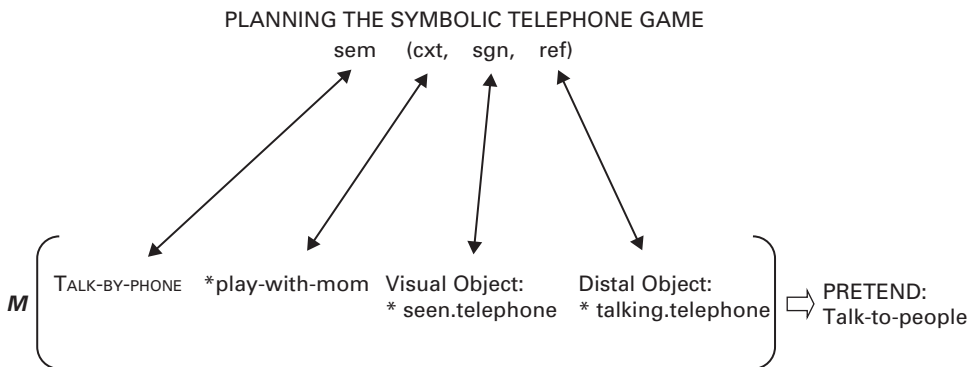 PLANNING THE SYMBOLIC TELEPHONE GAME
sem (cxt, sgn, ref)
M TALK-BY-PHONE *play-with-mom Visual Object: Distal Object: PRETEND:
* seen.telephone * talking.telephone Talk-to-people